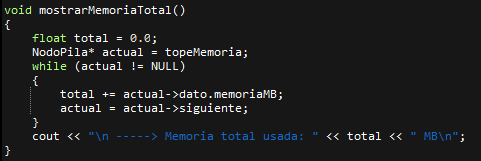 void mostrarMemoriaTotal()
{
    float total = 0.0;
    NodoPila* actual = topeMemoria;
    while (actual != NULL)
    {
        total += actual->dato.memoriaMB;
        actual = actual->siguiente;
    }
    cout << "\n -----> Memoria total usada: " << total << " MB\n";
}